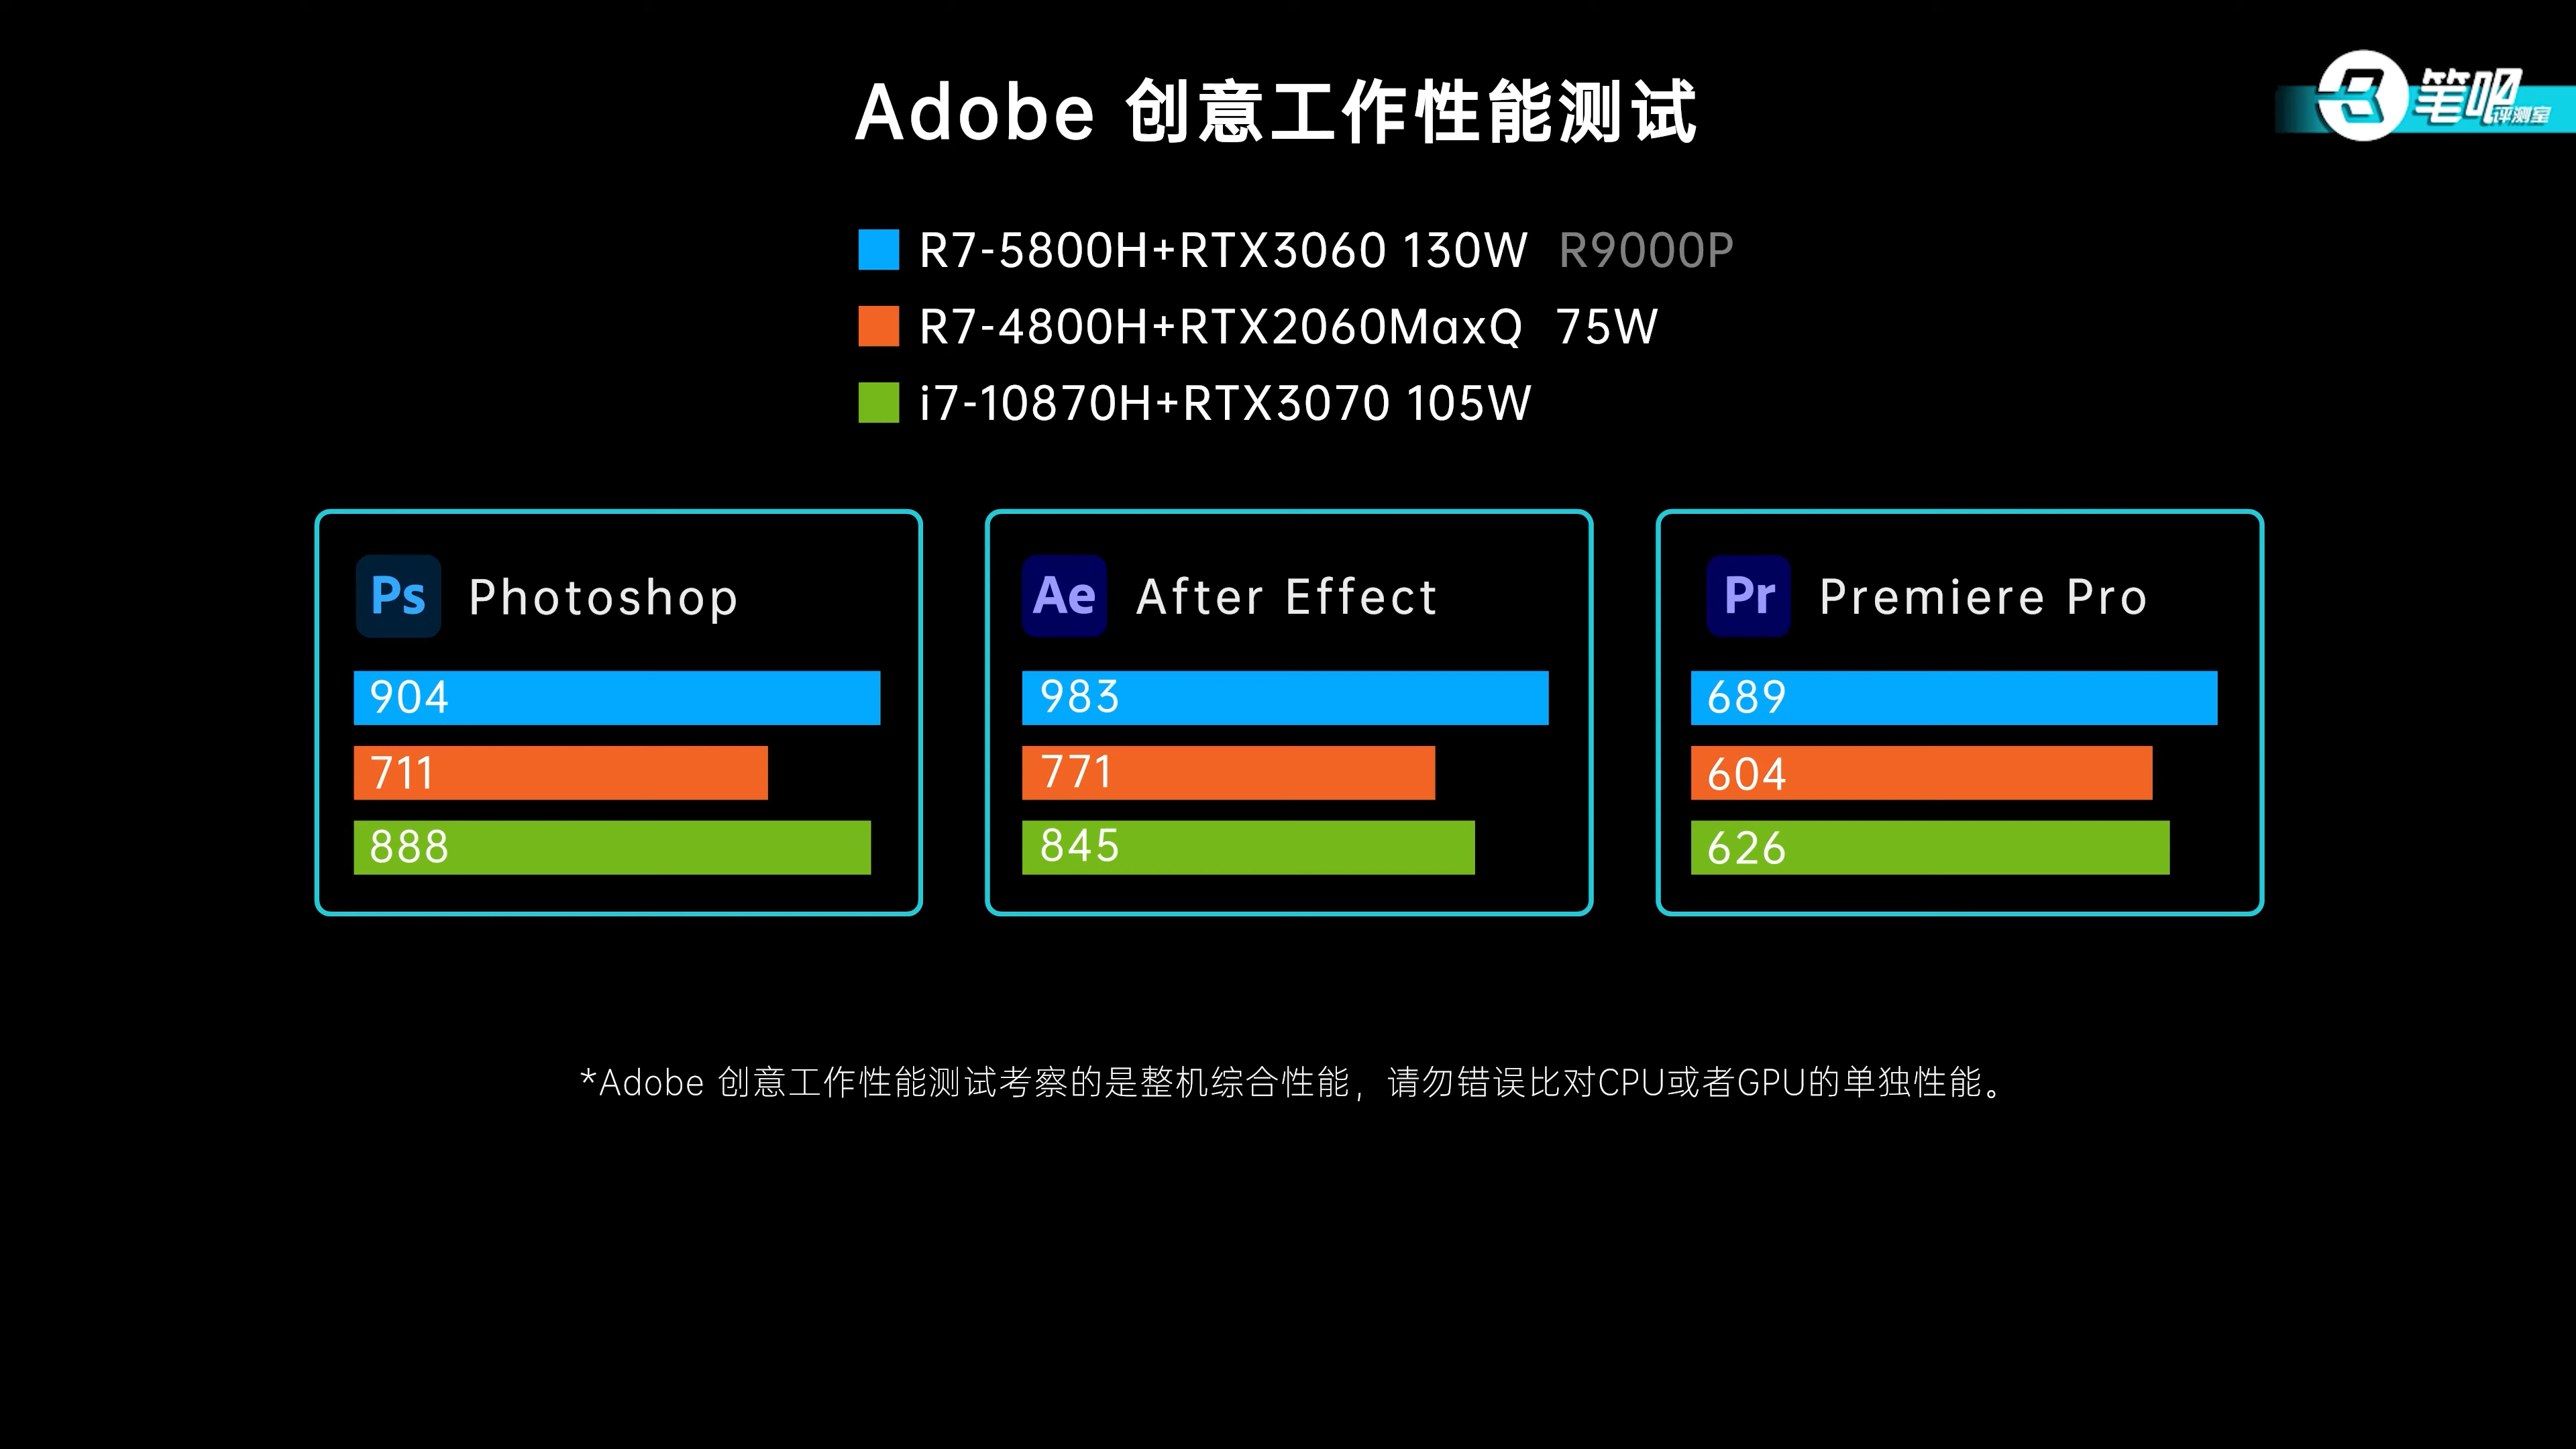 Adobe 创意工作性能测试
笔吧评测室
R7-5800H+RTX3060 130W R9000P
R7-4800H+RTX2060MaxQ 75W
i7-10870H+RTX3070 105W
Ps Photoshop
904
711
888
Ae After Effect
983
771
845
Pr Premiere Pro
689
604
626
*Adobe 创意工作性能测试考察的是整机综合性能，请勿错误比对CPU或者GPU的单独性能。